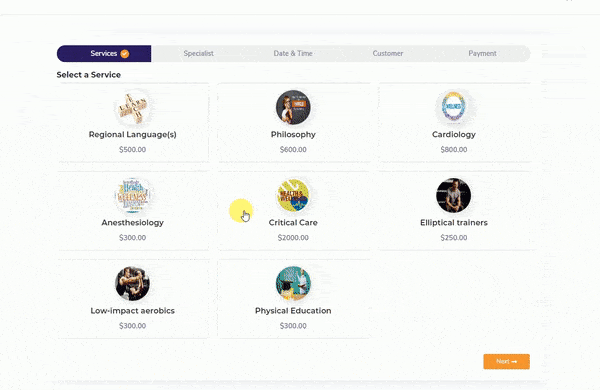 Services Specialist Date & Time Customer Payment
Select a Service
Regional Language(s) Philosophy Cardiology
$500.00 $600.00 $800.00
WELLNESS
Anesthesiology Critical Care Elliptical trainers
$300.00 $2000.00 $250.00
Low-impact aerobics Physical Education
$300.00 $300.00
Next